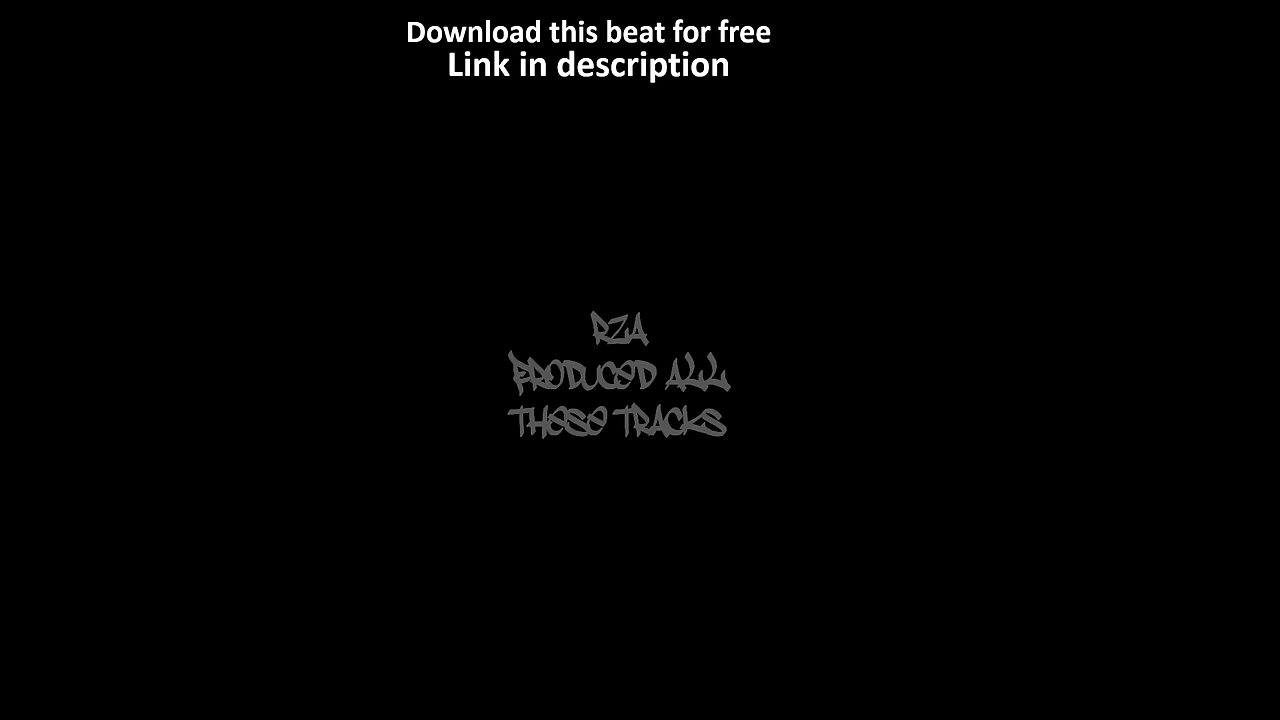 Download this beat for free
Link in description
RZA
PRODUCED ALL
THESE TRACKS